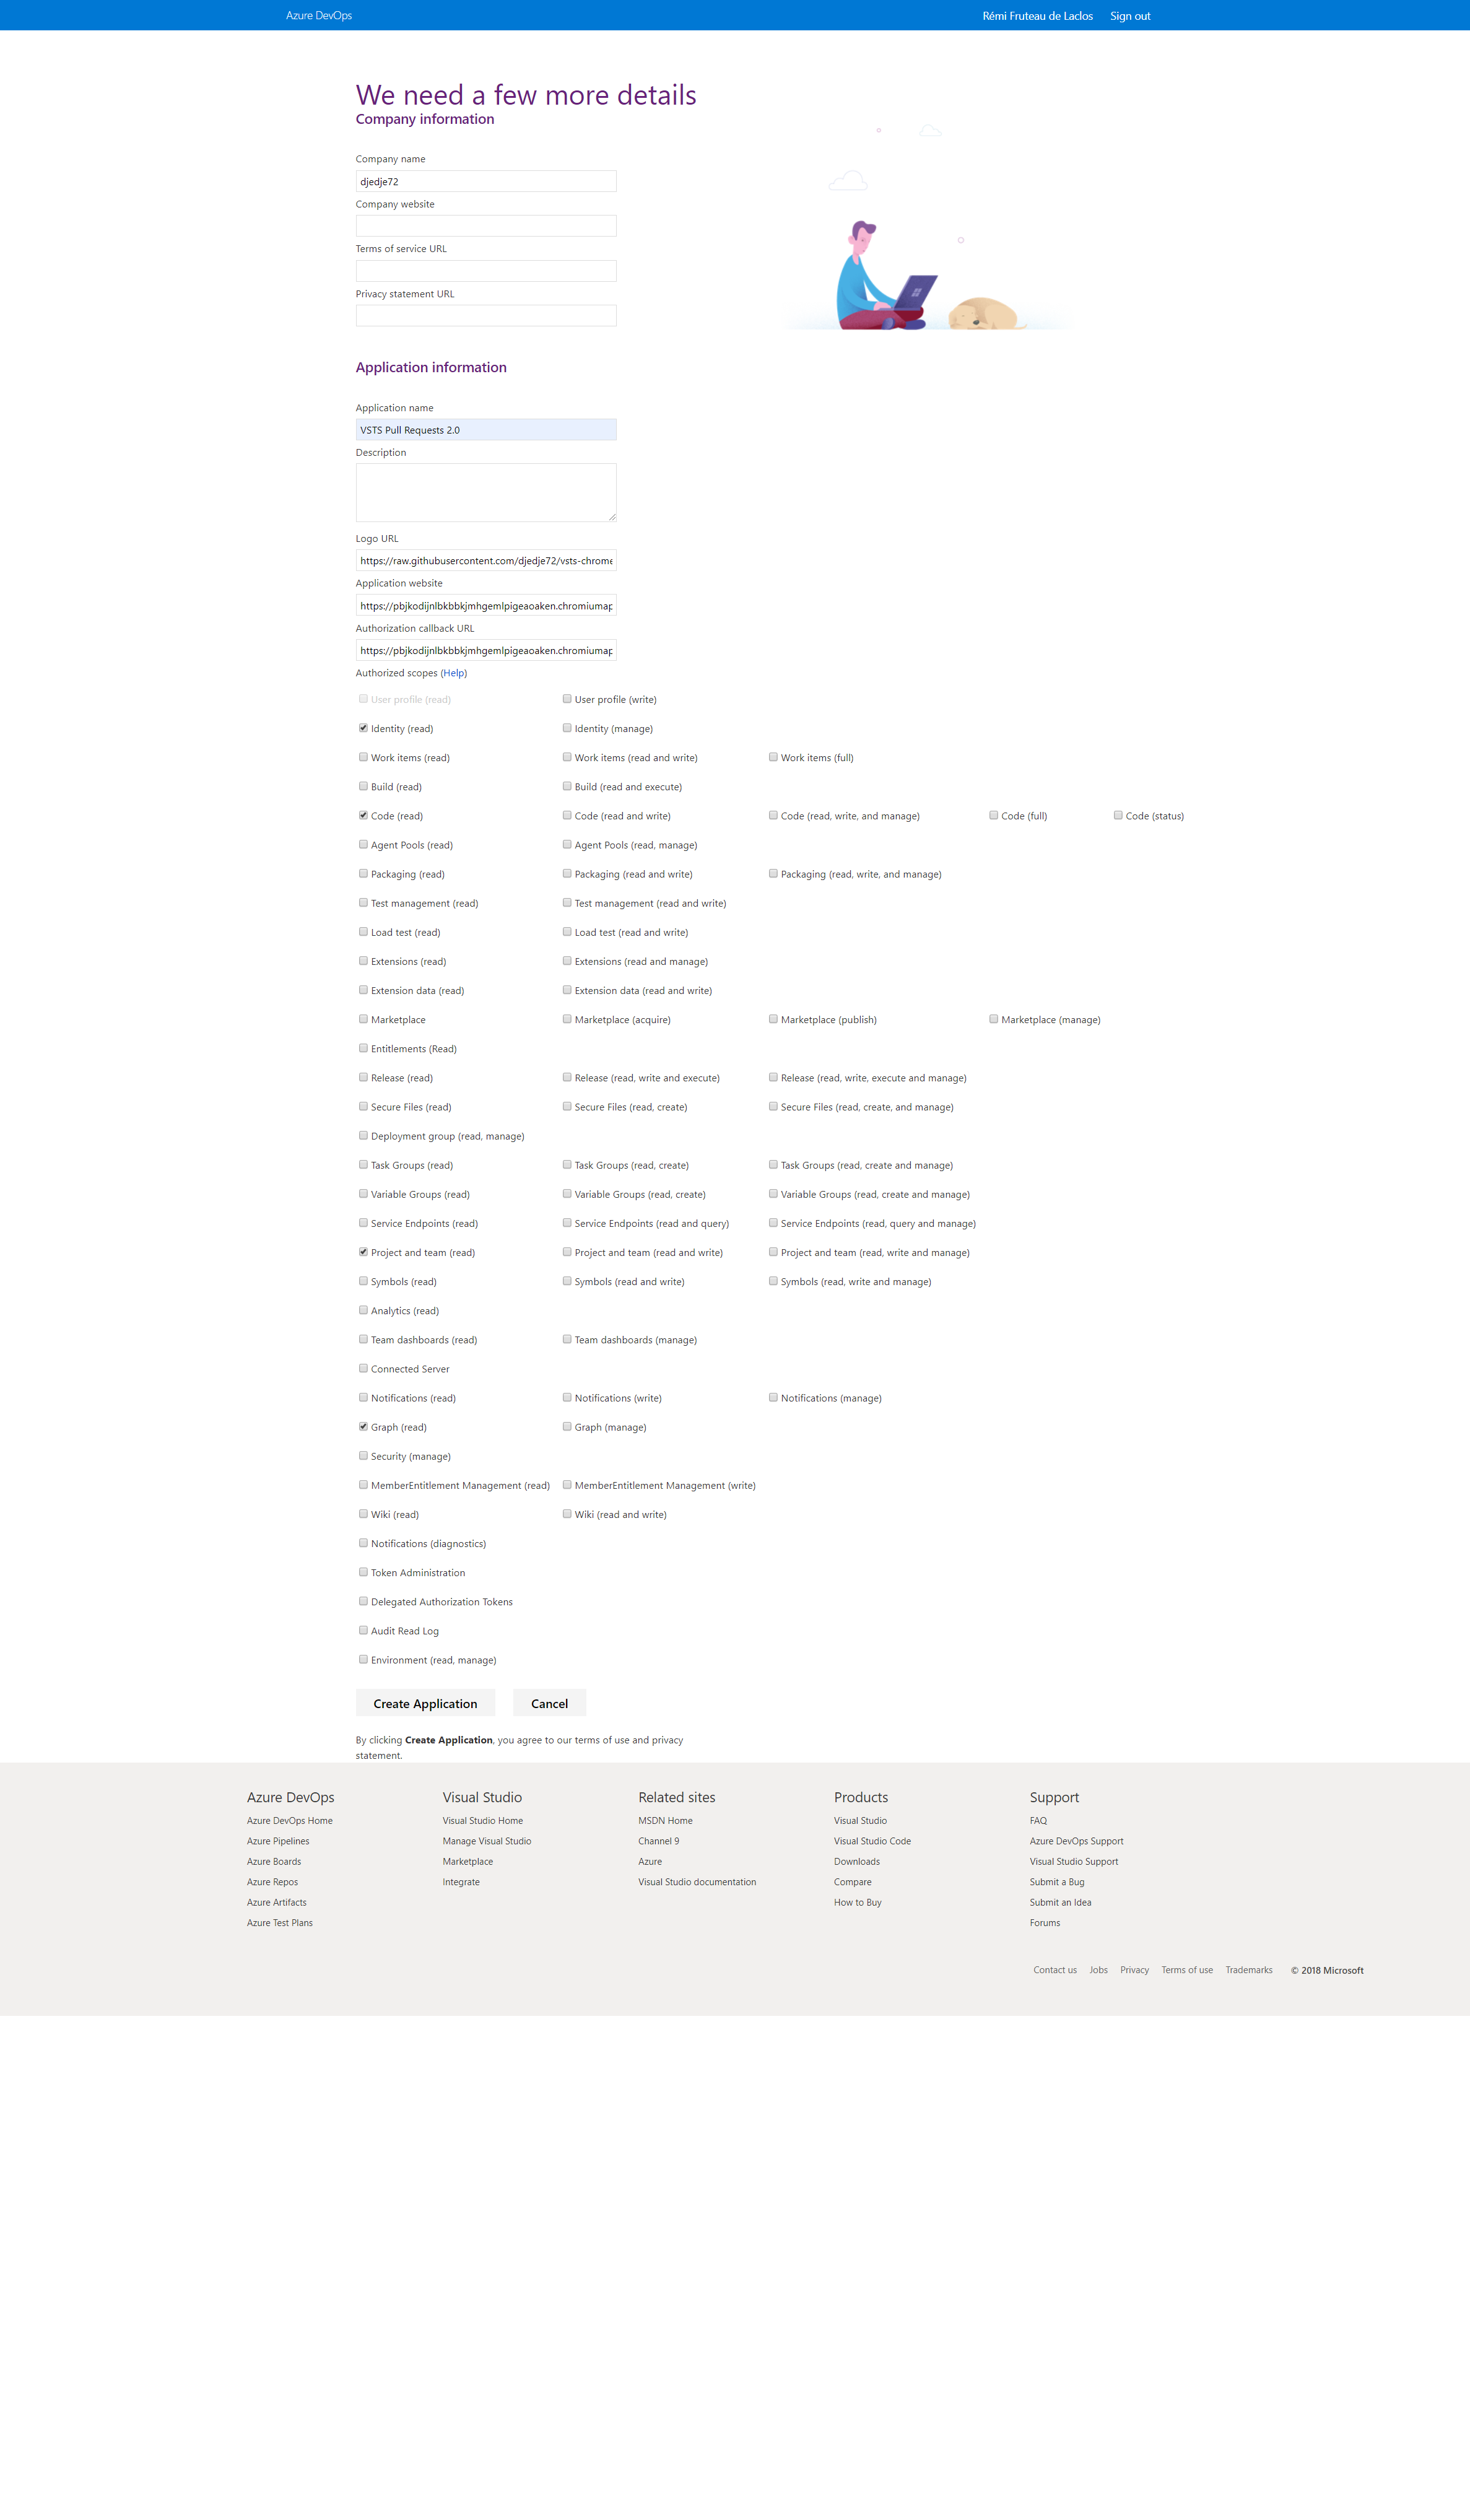 Azure DevOps Rémi Fruteau de Laclos Sign out
We need a few more details
Company information
Company name
djedje72
Company website
Terms of service URL
Privacy statement URL
Application information
Application name
VSTS Pull Requests 2.0
Description
Logo URL
https://raw.githubusercontent.com/djedje72/vsts-chrome
Application website
https://pbjkodijnlbkbbkjmhgemlpigeaoaken.chromiumap
Authorization callback URL
https://pbjkodijnlbkbbkjmhgemlpigeaoaken.chromiumap
Authorized scopes (Help)
User profile (read) User profile (write)
Identity (read) Identity (manage)
Work items (read) Work items (read and write) Work items (full)
Build (read) Build (read and execute)
Code (read) Code (read and write) Code (read, write, and manage) Code (full) Code (status)
Agent Pools (read) Agent Pools (read, manage)
Packaging (read) Packaging (read and write) Packaging (read, write, and manage)
Test management (read) Test management (read and write)
Load test (read) Load test (read and write)
Extensions (read) Extensions (read and manage)
Extension data (read) Extension data (read and write)
Marketplace Marketplace (acquire) Marketplace (publish) Marketplace (manage)
Entitlements (Read)
Release (read) Release (read, write and execute) Release (read, write, execute and manage)
Secure Files (read) Secure Files (read, create) Secure Files (read, create, and manage)
Deployment group (read, manage)
Task Groups (read) Task Groups (read, create) Task Groups (read, create and manage)
Variable Groups (read) Variable Groups (read, create) Variable Groups (read, create and manage)
Service Endpoints (read) Service Endpoints (read and query) Service Endpoints (read, query and manage)
Project and team (read) Project and team (read and write) Project and team (read, write and manage)
Symbols (read) Symbols (read and write) Symbols (read, write and manage)
Analytics (read)
Team dashboards (read) Team dashboards (manage)
Connected Server
Notifications (read) Notifications (write) Notifications (manage)
Graph (read) Graph (manage)
Security (manage)
MemberEntitlement Management (read) MemberEntitlement Management (write)
Wiki (read) Wiki (read and write)
Notifications (diagnostics)
Token Administration
Delegated Authorization Tokens
Audit Read Log
Environment (read, manage)
Create Application Cancel
By clicking Create Application, you agree to our terms of use and privacy
statement.
Azure DevOps Visual Studio Related sites Products Support
Azure DevOps Home Visual Studio Home MSDN Home Visual Studio FAQ
Azure Pipelines Manage Visual Studio Channel 9 Visual Studio Code Azure DevOps Support
Azure Boards Marketplace Azure Downloads Visual Studio Support
Azure Repos Integrate Visual Studio documentation Compare Submit a Bug
Azure Artifacts How to Buy Submit an Idea
Azure Test Plans Forums
Contact us Jobs Privacy Terms of use Trademarks © 2018 Microsoft